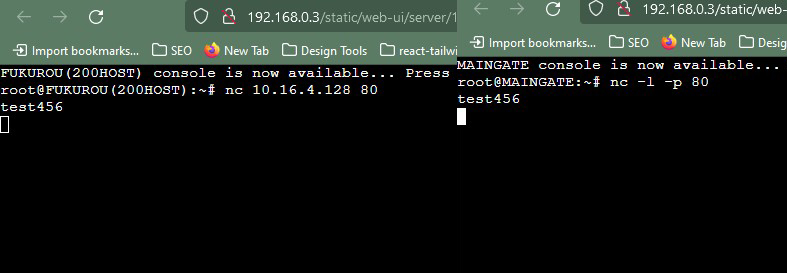 192.168.0.3/static/web-ui/server/1
Import bookmarks... SEO New Tab Design Tools react-tailwi
FUKUROU(200HOST) console is now available... Press
root@FUKUROU(200HOST):~# nc 10.16.4.128 80
test456
192.168.0.3/static/web-
Import bookmarks... SEO New Tab Desig
MAINGATE console is now available...
root@MAINGATE:~# nc -l -p 80
test456